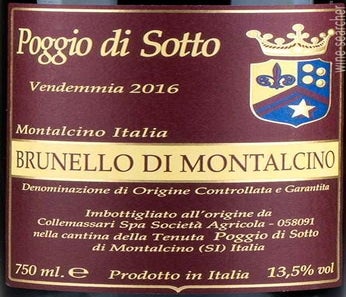 Poggio di Sotto
Vendemmia 2016
Montalcino Italia
BRUNELLO DI MONTALCINO
Denominazione di Origine Controllata e Garantita
Imbottigliato all'origine da
Collemassari Spa Società Agricola - 058091
nella cantina della Tenuta Poggio di Sotto
di Montalcino (SI) Italia
750 ml. e Prodotto in Italia 13,5% vol
wine-searcher